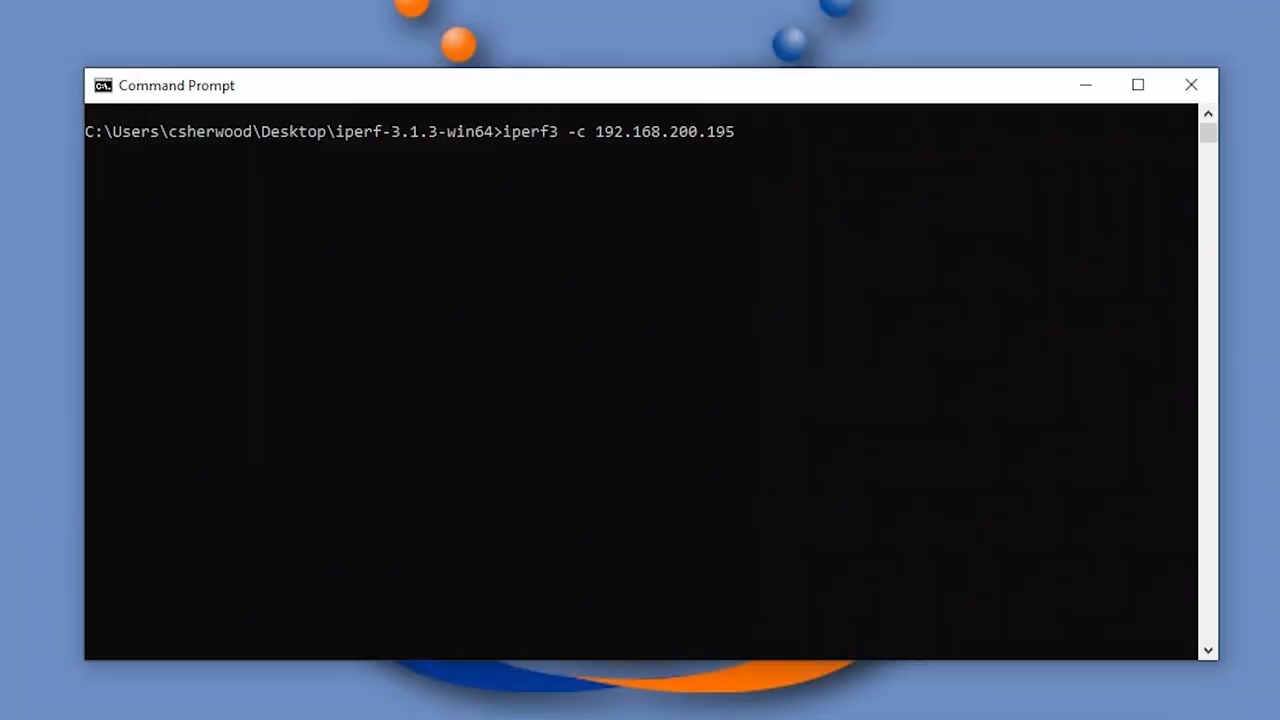 Command Prompt
C:\Users\csherwood\Desktop\iperf-3.1.3-win64>iperf3 -c 192.168.200.195